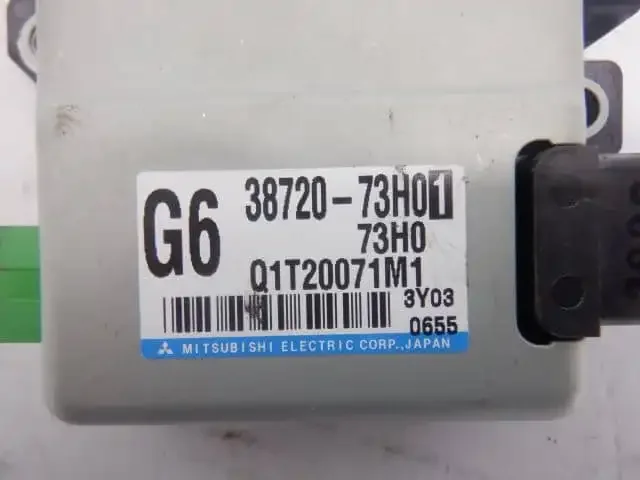 G6 38720-73H01
73H0
Q1T20071M1
3Y03
0655
MITSUBISHI ELECTRIC CORP.,JAPAN